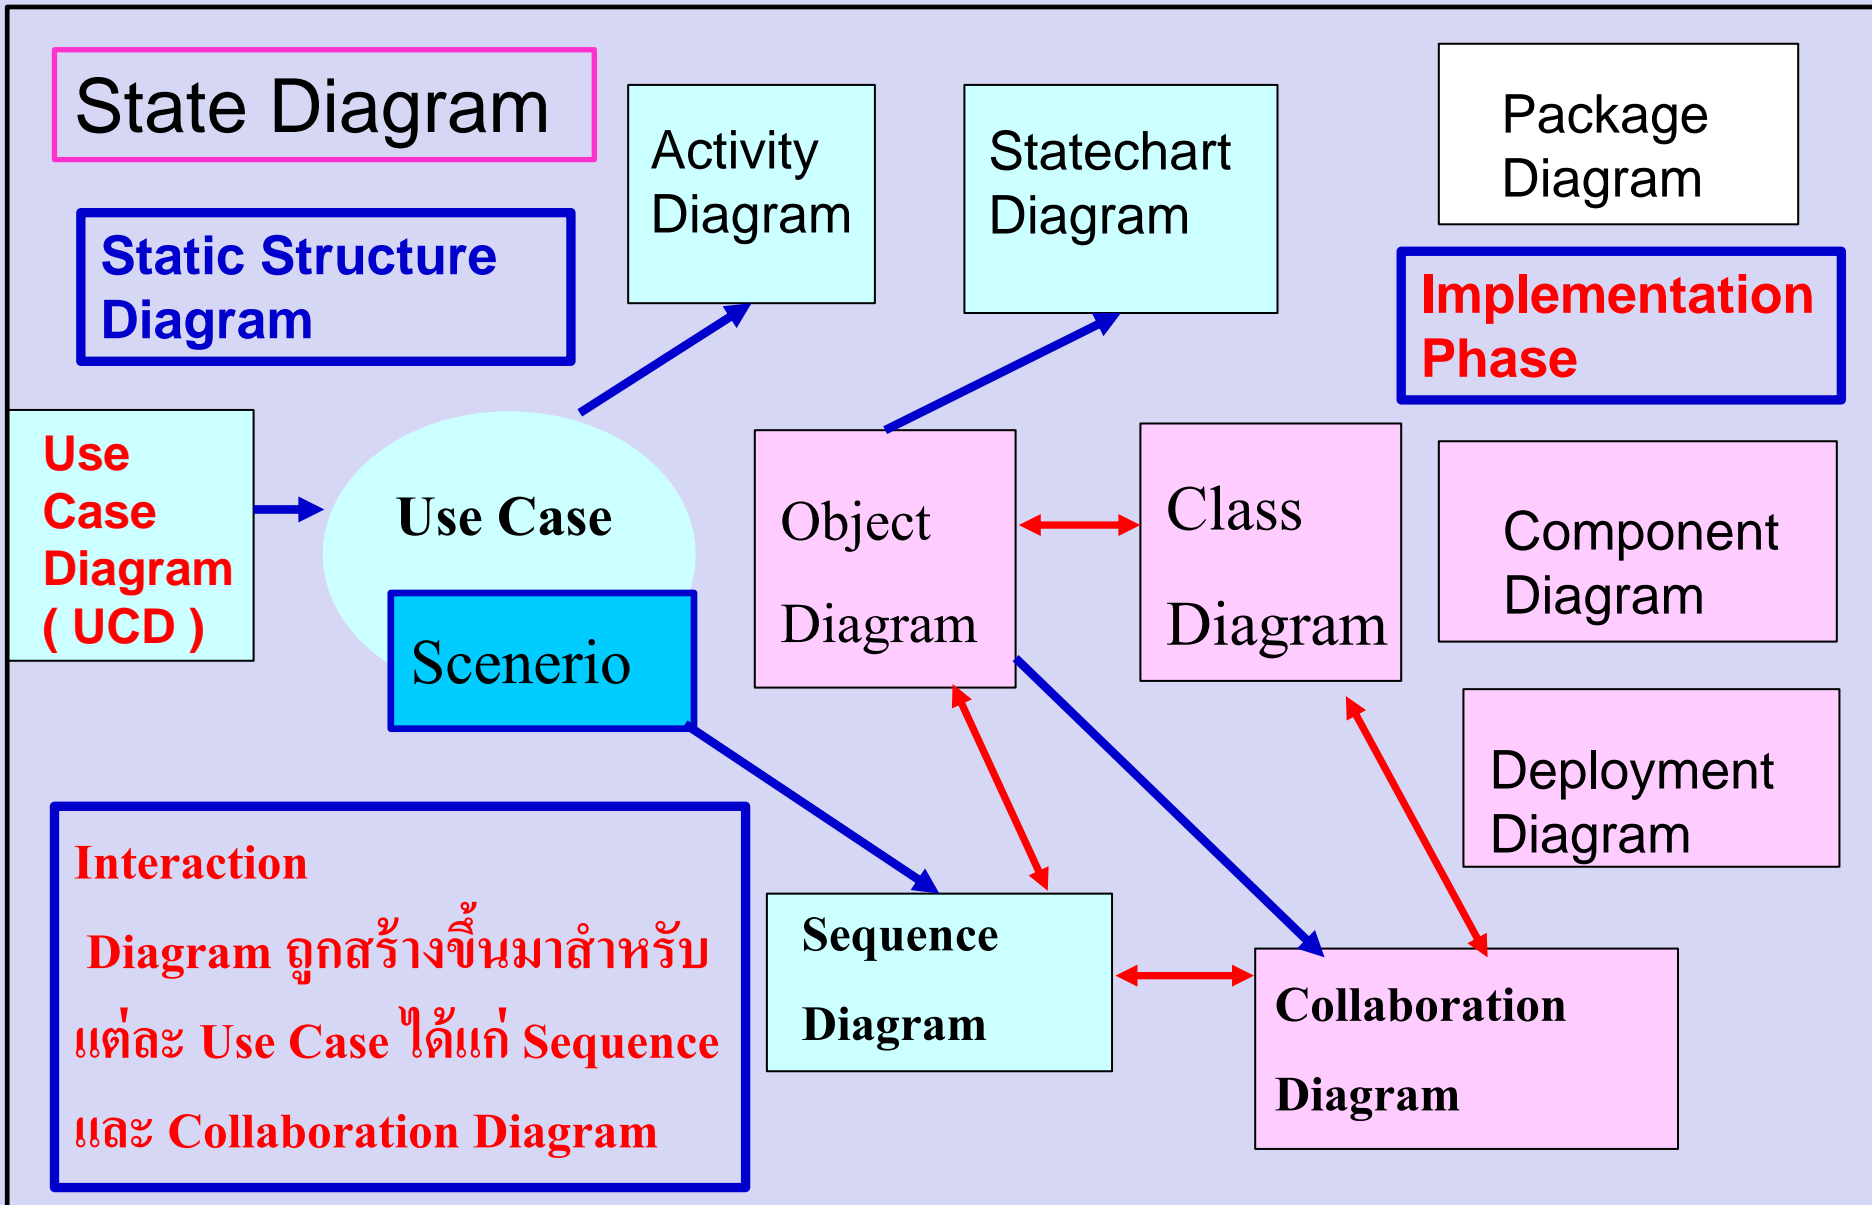 State Diagram
Activity
Diagram
Statechart
Diagram
Package
Diagram
Static Structure
Diagram
Implementation
Phase
Use
Case
Diagram
( UCD )
Use Case
Scenerio
Object
Diagram
Class
Diagram
Component
Diagram
Deployment
Diagram
Interaction
Diagram ถูกสร้างขึ้นมาสำหรับ
แต่ละ Use Case ได้แก่ Sequence
และ Collaboration Diagram
Sequence
Diagram
Collaboration
Diagram